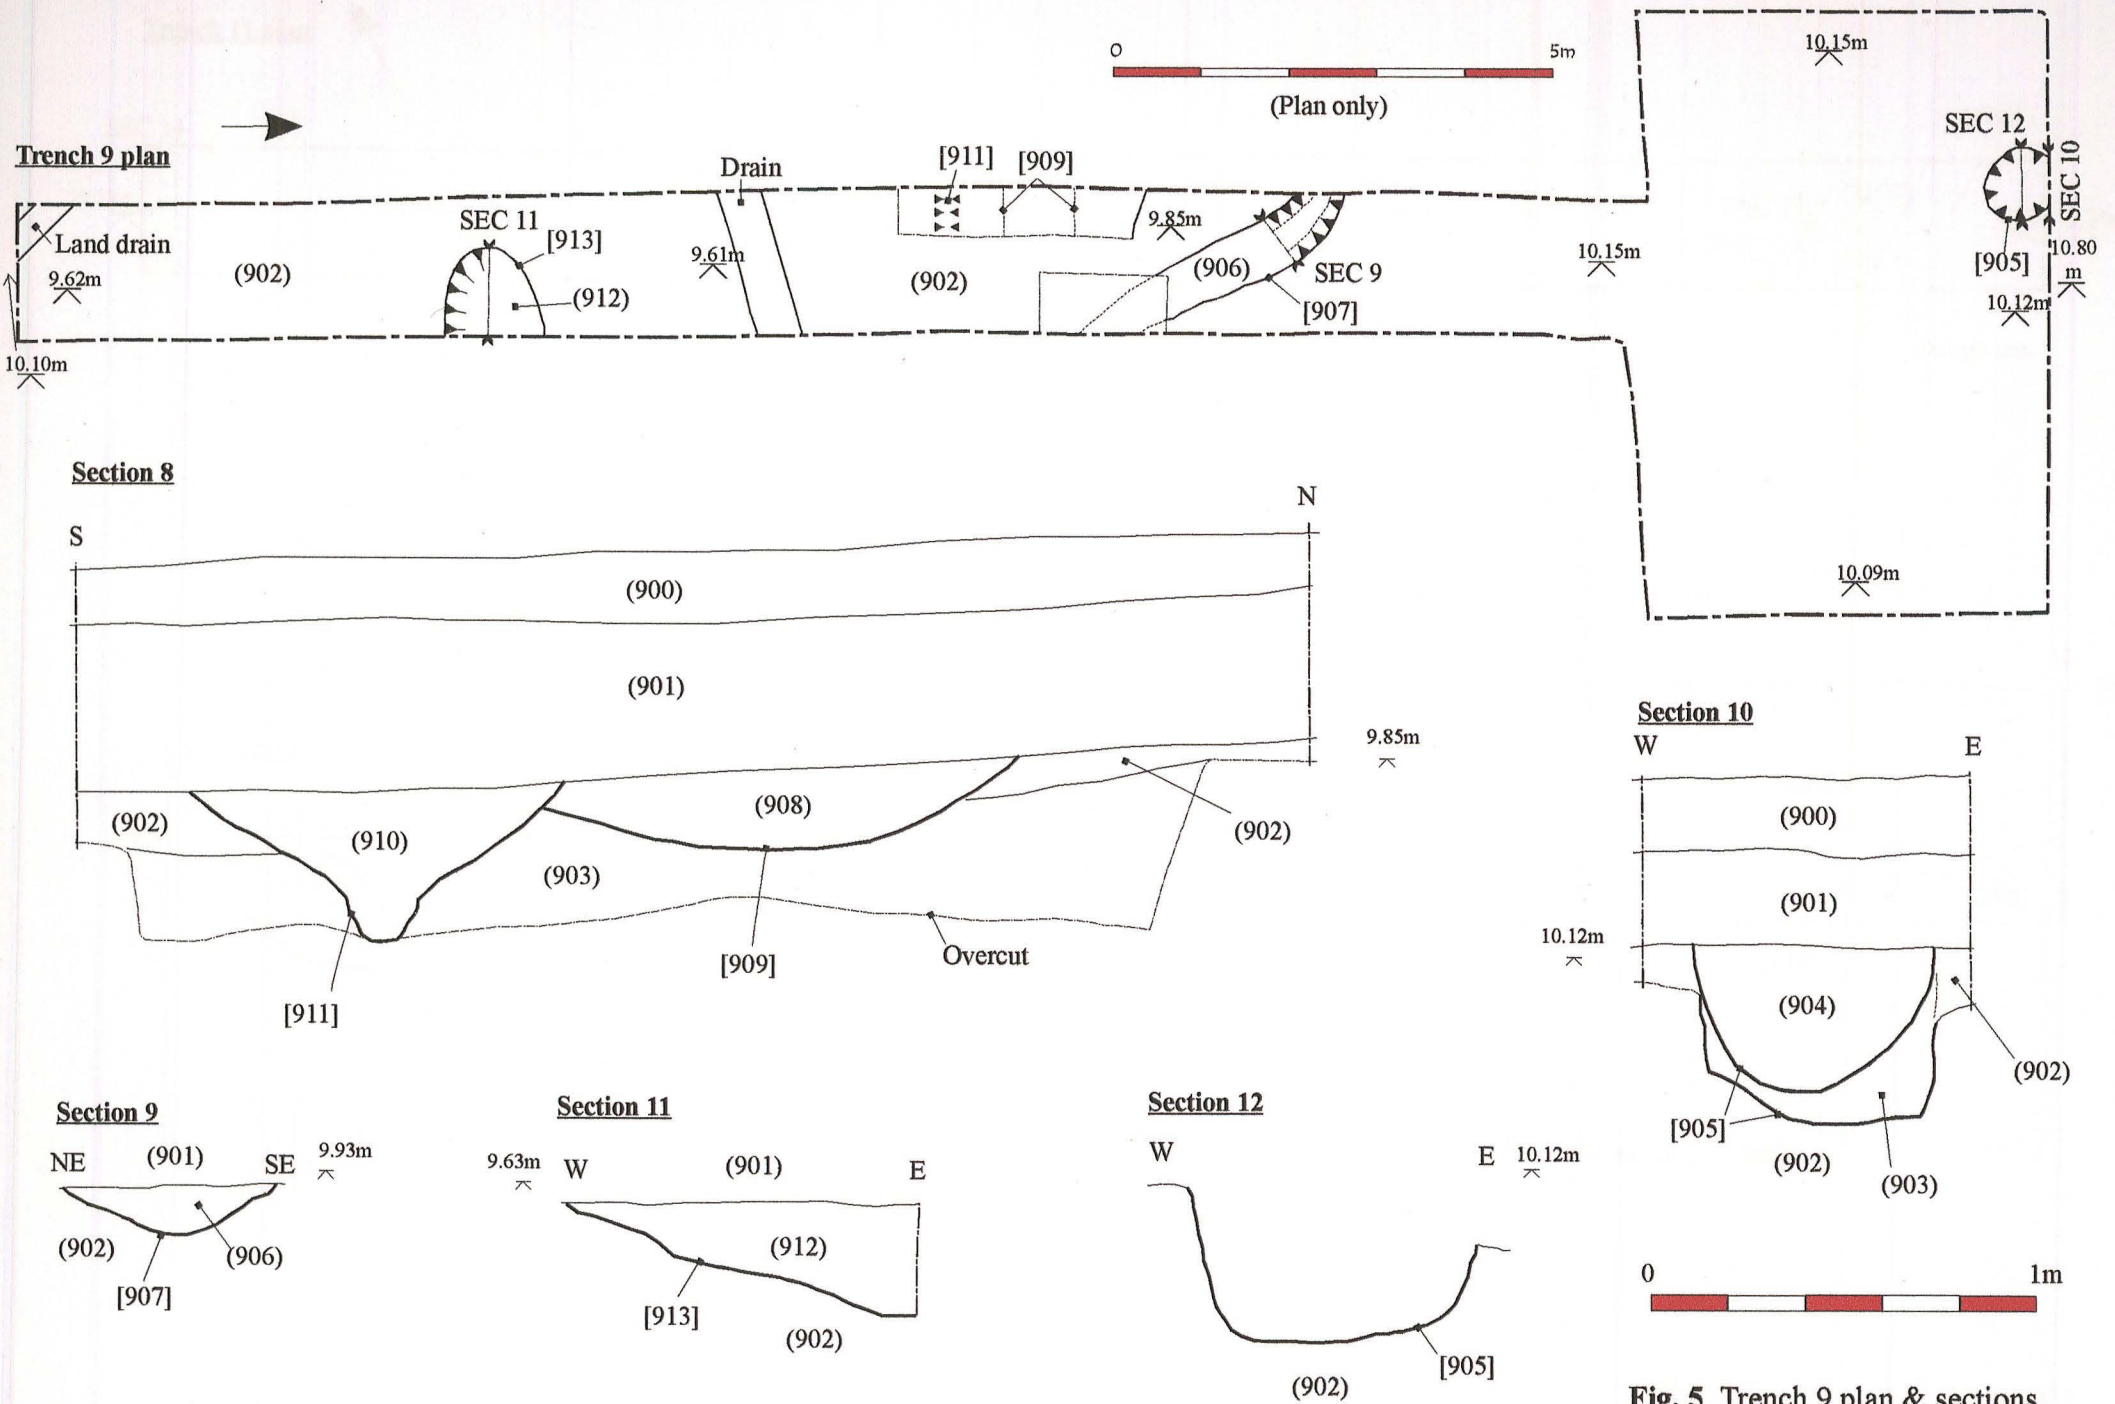 0 5m
(Plan only)
Trench 9 plan
Land drain
9.62m
10.10m
(902)
SEC 11
[913]
(912)
Drain
9.61m
[911] [909]
(902)
9.85m
(906)
SEC 9
[907]
10.15m
10.15m
SEC 12
SEC 10
[905]
10.80
m
10.12m
10.09m
Section 8
S
N
(900)
(901)
9.85m
(902)
(910)
(908)
(902)
(903)
[909]
Overcut
[911]
Section 10
W E
(900)
(901)
10.12m
(904)
(902)
[905]
(902)
(903)
Section 9
NE (901) SE 9.93m
(902)
(906)
[907]
Section 11
9.63m W (901) E
(912)
[913]
(902)
Section 12
W E 10.12m
[905]
(902)
0 1m
Fig. 5 Trench 9 plan & sections